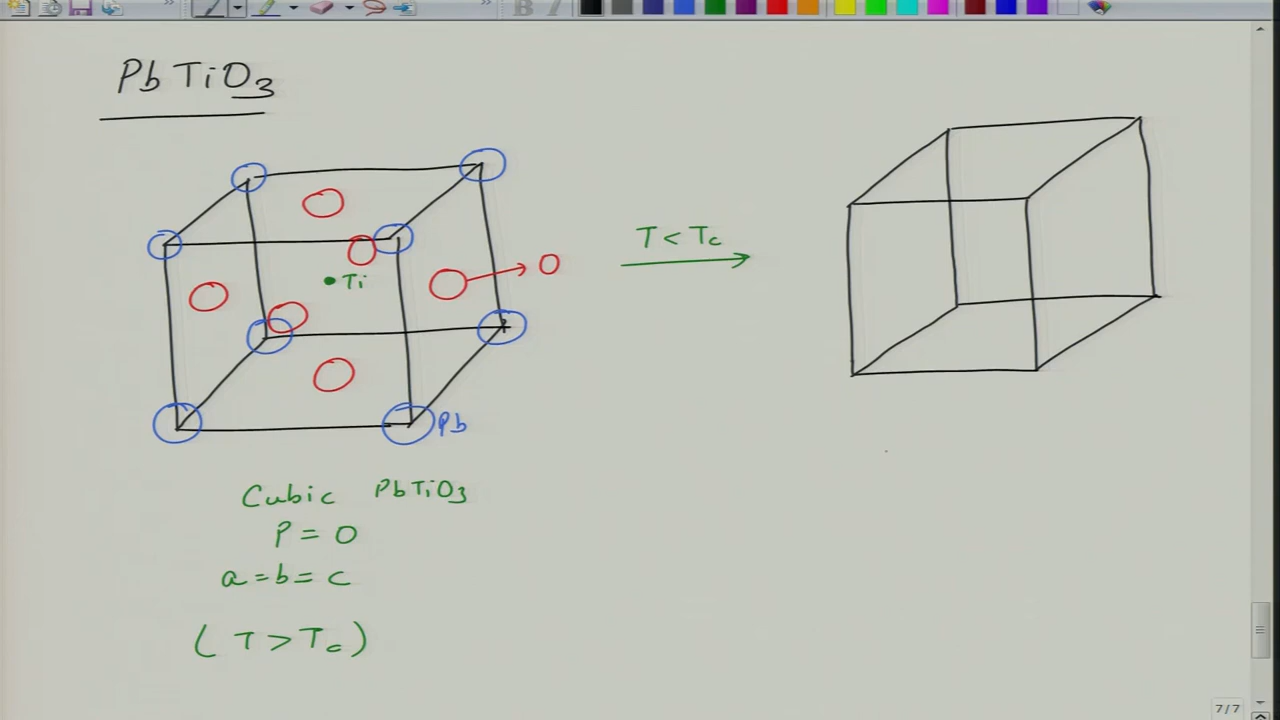 PbTiO3
Ti
O
Pb
T < Tc
Cubic PbTiO3
P = 0
a = b = c
( T > Tc )
7/7